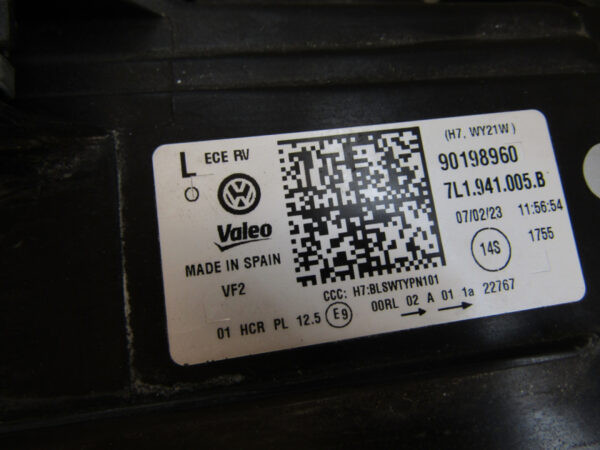 L ECE RV
(H7, WY21W)
90198960
7L1.941.005.B
Valeo
07/02/23 11:56:54
MADE IN SPAIN
14S
1755
VF2
CCC: H7:BLSWTYPN101
01 HCR PL 12.5 E9 00RL 02 A 01 1a 22767